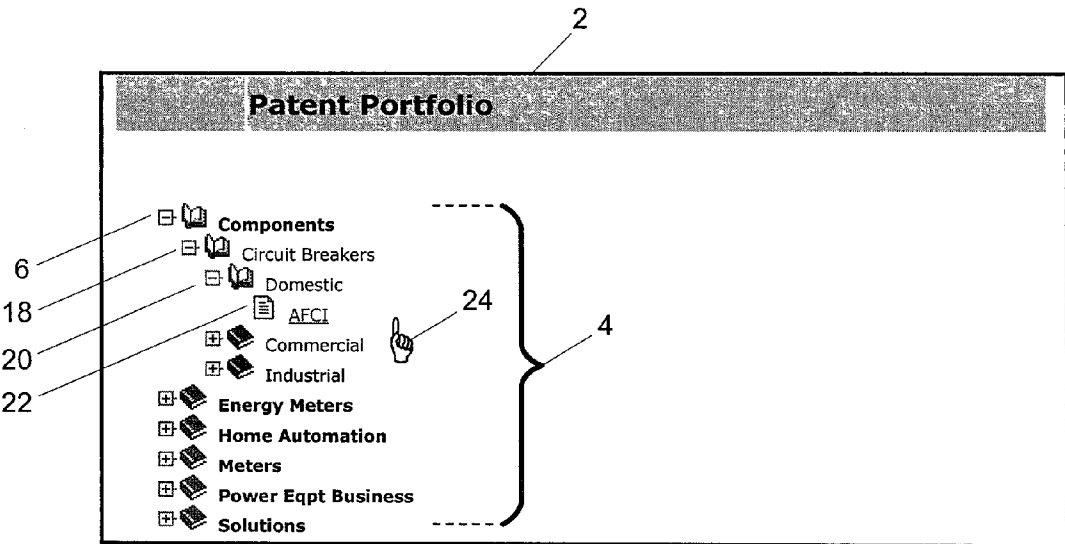 2
Patent Portfolio
Components
6
Circuit Breakers
18
Domestic
24
AFCI
4
20
Commercial
22
Industrial
Energy Meters
Home Automation
Meters
Power Eqpt Business
Solutions